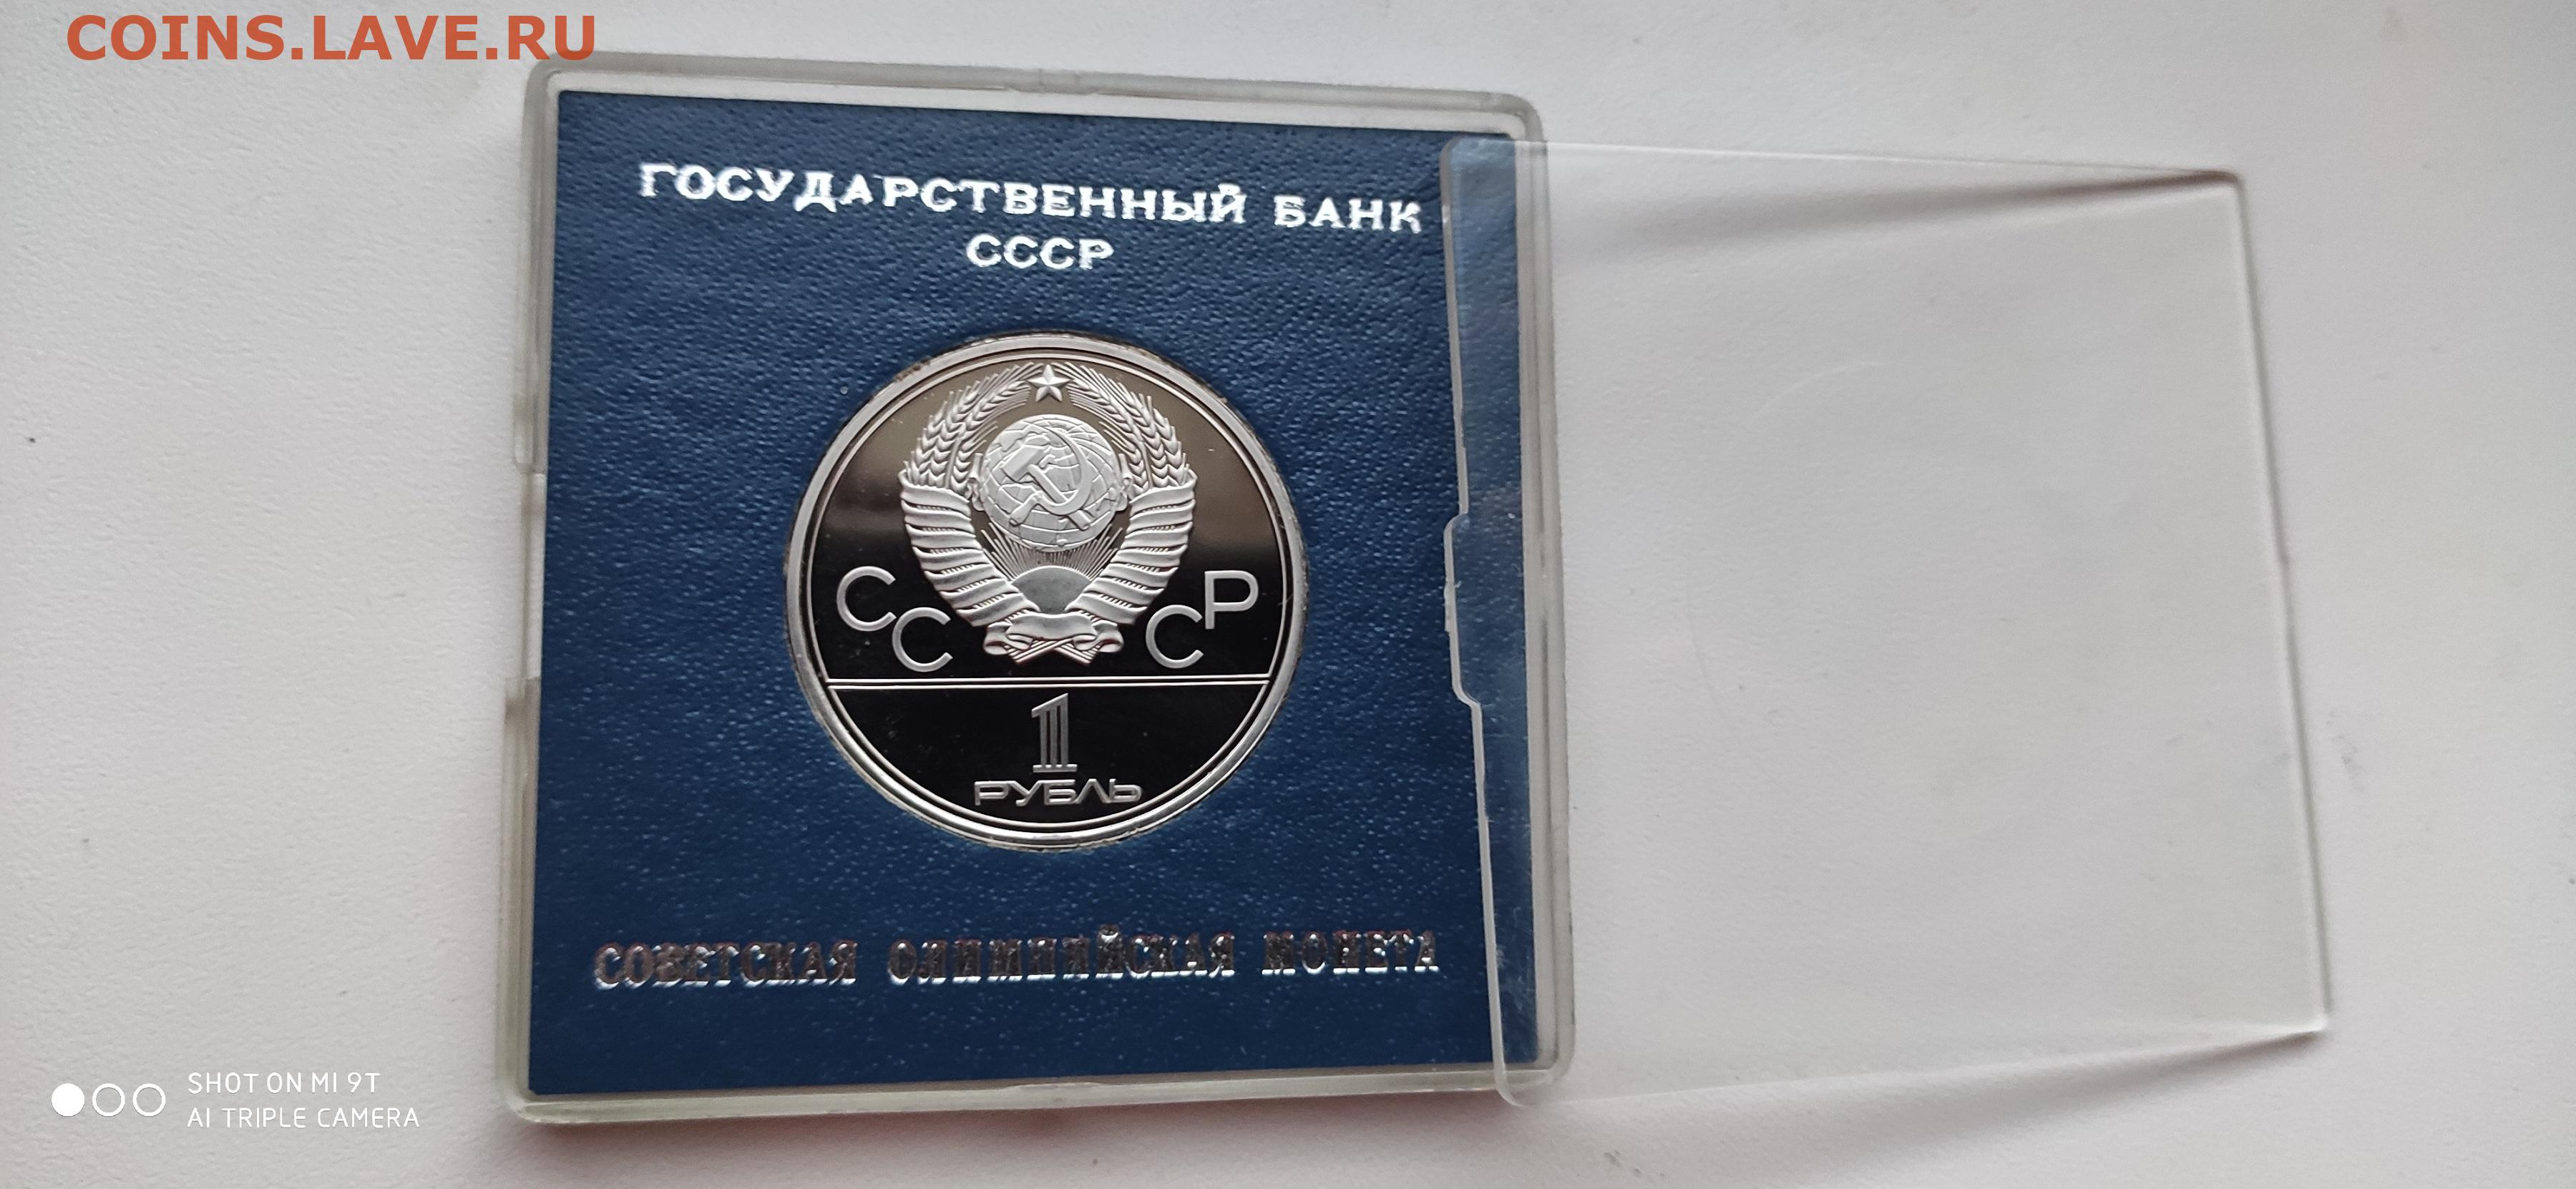 COINS.LAVE.RU
ГОСУДАРСТВЕННЫЙ БАНК
СССР
СССР
1
РУБЛЬ
СОВЕТСКАЯ ОЛИМПИЙСКАЯ МОНЕТА
SHOT ON MI 9T
AI TRIPLE CAMERA